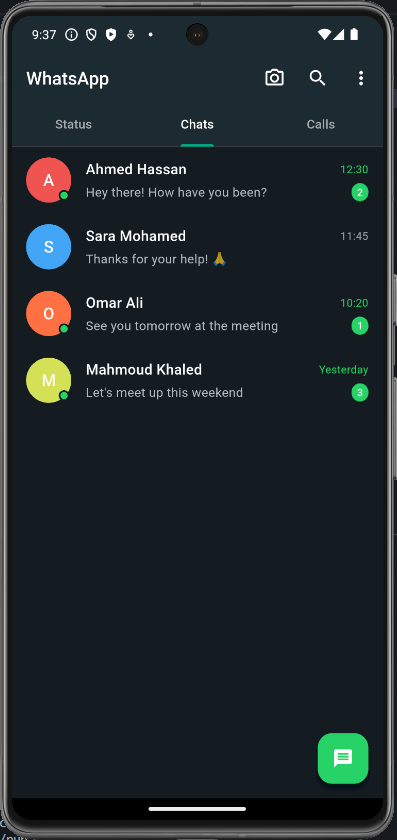 9:37
WhatsApp
Status Chats Calls
A Ahmed Hassan 12:30
Hey there! How have you been? 2
S Sara Mohamed 11:45
Thanks for your help! 🙏
O Omar Ali 10:20
See you tomorrow at the meeting 1
M Mahmoud Khaled Yesterday
Let's meet up this weekend 3